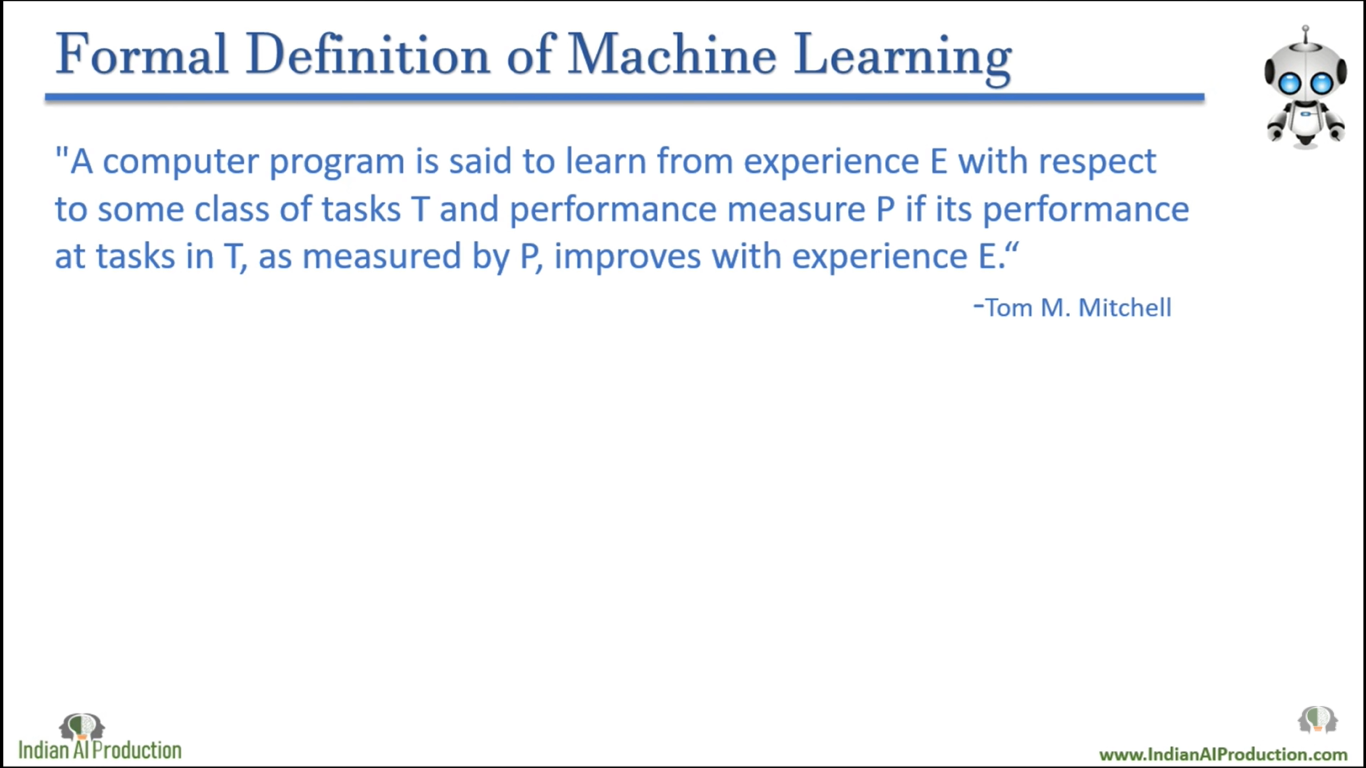 Formal Definition of Machine Learning
"A computer program is said to learn from experience E with respect
to some class of tasks T and performance measure P if its performance
at tasks in T, as measured by P, improves with experience E.“
-Tom M. Mitchell
Indian AI Production
www.IndianAIProduction.com